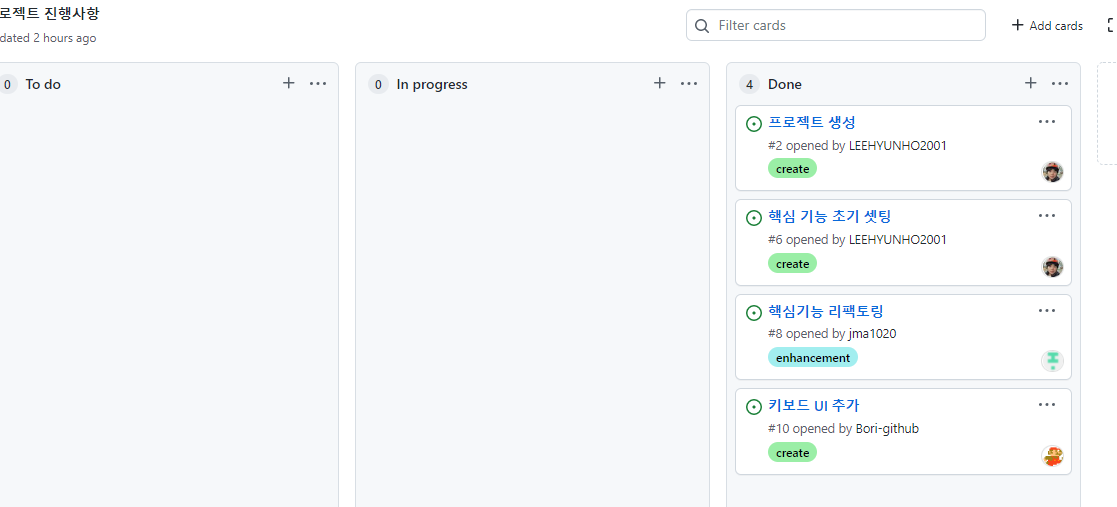 로젝트 진행사항
dated 2 hours ago
Filter cards
+ Add cards
0 To do
0 In progress
4 Done
프로젝트 생성
#2 opened by LEEHYUNHO2001
create
핵심 기능 초기 셋팅
#6 opened by LEEHYUNHO2001
create
핵심기능 리팩토링
#8 opened by jma1020
enhancement
키보드 UI 추가
#10 opened by Bori-github
create